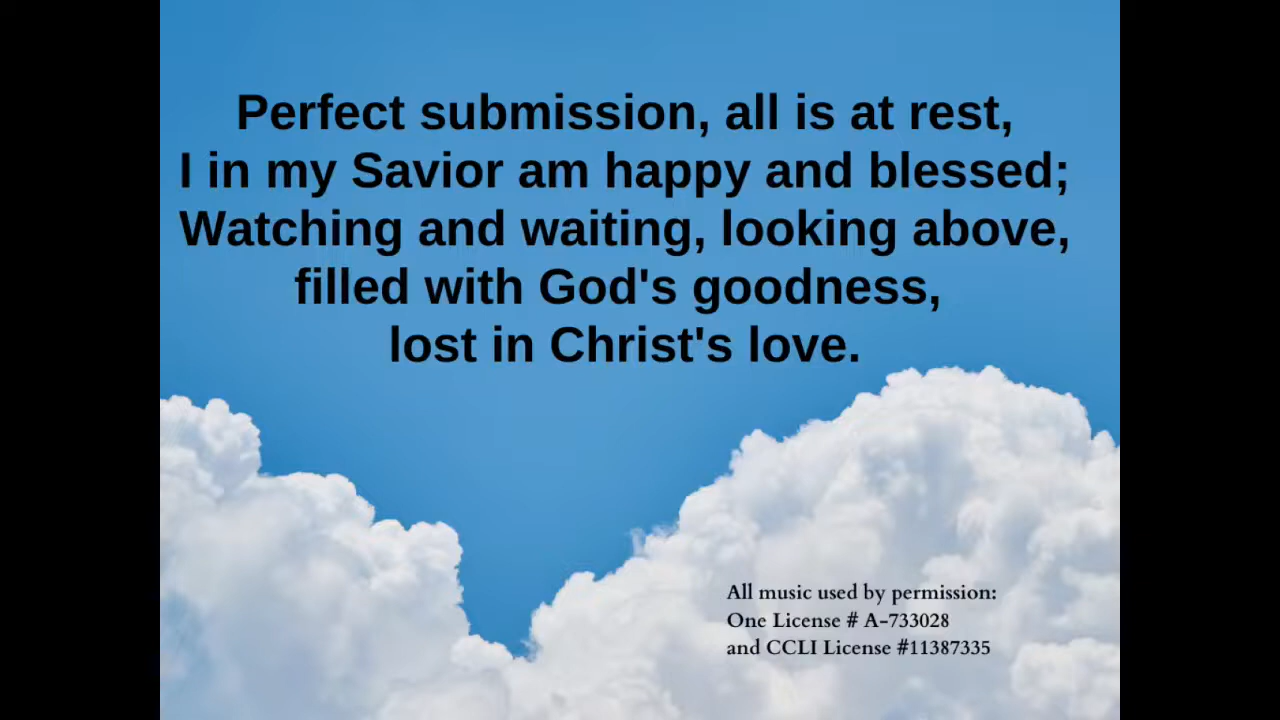 Perfect submission, all is at rest,
I in my Savior am happy and blessed;
Watching and waiting, looking above,
filled with God's goodness,
lost in Christ's love.
All music used by permission:
One License # A-733028
and CCLI License #11387335